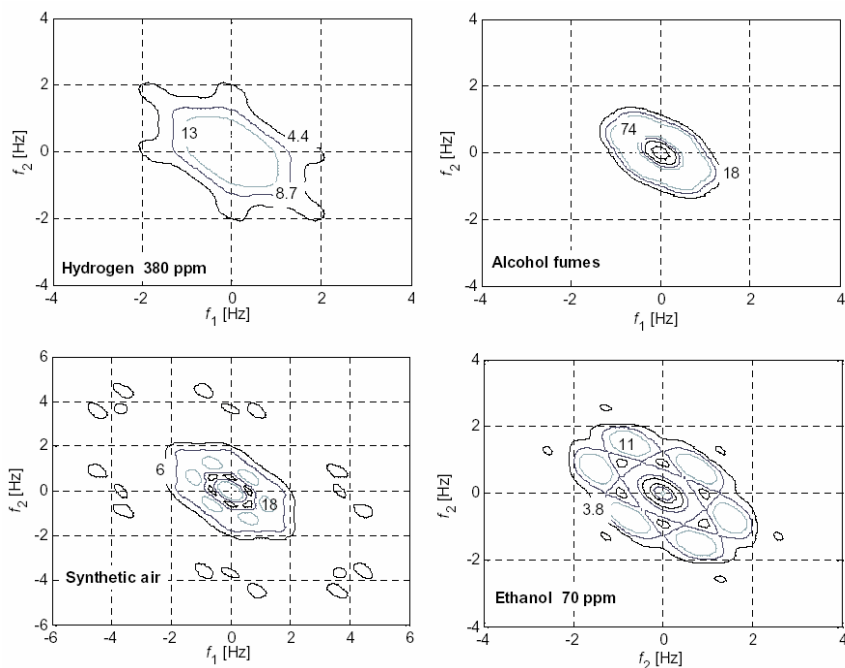 4
2
0
-2
-4
-4 -2 0 2 4
f2 [Hz]
f1 [Hz]
13
4.4
8.7
Hydrogen 380 ppm
4
2
0
-2
-4
-4 -2 0 2 4
f2 [Hz]
f1 [Hz]
74
18
Alcohol fumes
6
4
2
0
-2
-4
-6
-6 -4 -2 0 2 4 6
f2 [Hz]
f1 [Hz]
6
18
Synthetic air
4
2
0
-2
-4
-4 -2 0 2 4
f2 [Hz]
f2 [Hz]
11
3.8
Ethanol 70 ppm